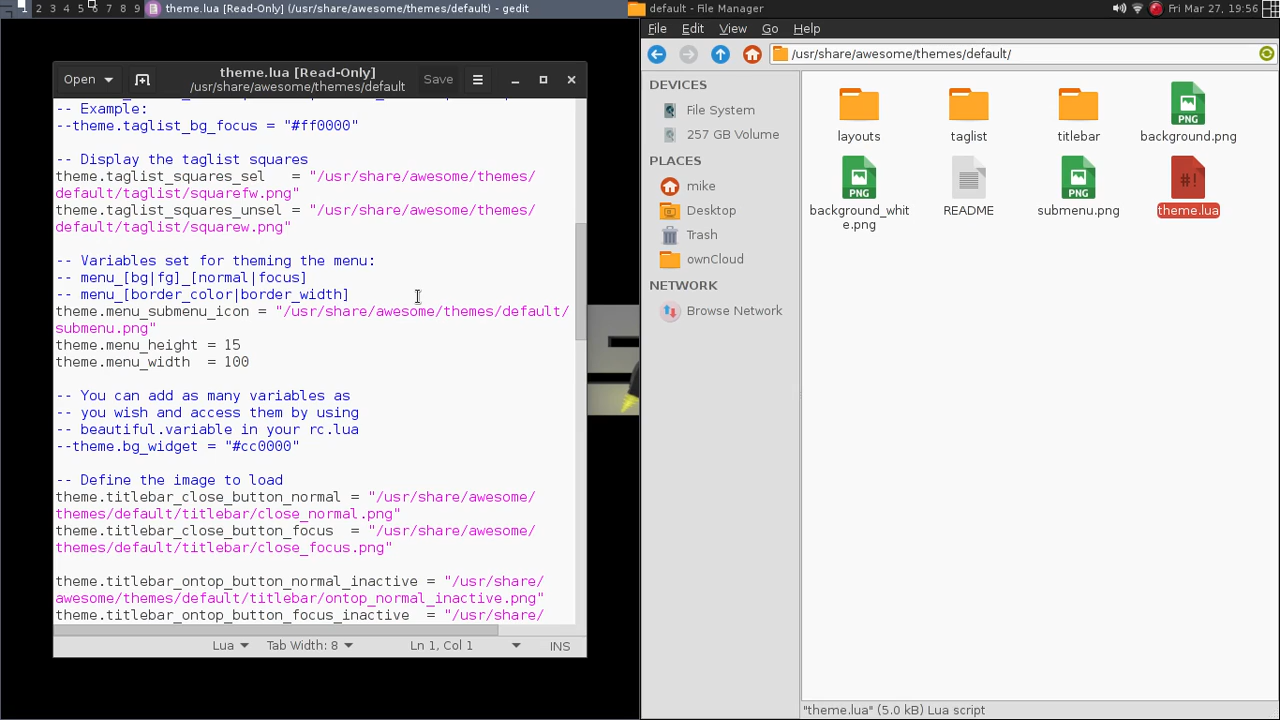 1 2 3 4 5 6 7 8 9 theme.lua [Read-Only] (/usr/share/awesome/themes/default) - gedit
default - File Manager
Fri Mar 27, 19:56
Open
theme.lua [Read-Only]
/usr/share/awesome/themes/default
Save
-- Example:
--theme.taglist_bg_focus = "#ff0000"
-- Display the taglist squares
theme.taglist_squares_sel   = "/usr/share/awesome/themes/
default/taglist/squarefw.png"
theme.taglist_squares_unsel = "/usr/share/awesome/themes/
default/taglist/squarew.png"
-- Variables set for theming the menu:
-- menu_[bg|fg]_[normal|focus]
-- menu_[border_color|border_width]
theme.menu_submenu_icon = "/usr/share/awesome/themes/default/
submenu.png"
theme.menu_height = 15
theme.menu_width  = 100
-- You can add as many variables as
-- you wish and access them by using
-- beautiful.variable in your rc.lua
--theme.bg_widget = "#cc0000"
-- Define the image to load
theme.titlebar_close_button_normal = "/usr/share/awesome/
themes/default/titlebar/close_normal.png"
theme.titlebar_close_button_focus  = "/usr/share/awesome/
themes/default/titlebar/close_focus.png"
theme.titlebar_ontop_button_normal_inactive = "/usr/share/
awesome/themes/default/titlebar/ontop_normal_inactive.png"
theme.titlebar_ontop_button_focus_inactive  = "/usr/share/
Lua Tab Width: 8 Ln 1, Col 1 INS
File Edit View Go Help
/usr/share/awesome/themes/default/
DEVICES
File System
257 GB Volume
PLACES
mike
Desktop
Trash
ownCloud
NETWORK
Browse Network
layouts
taglist
titlebar
PNG
background.png
PNG
background_whit
e.png
README
PNG
submenu.png
#!
theme.lua
"theme.lua" (5.0 kB) Lua script